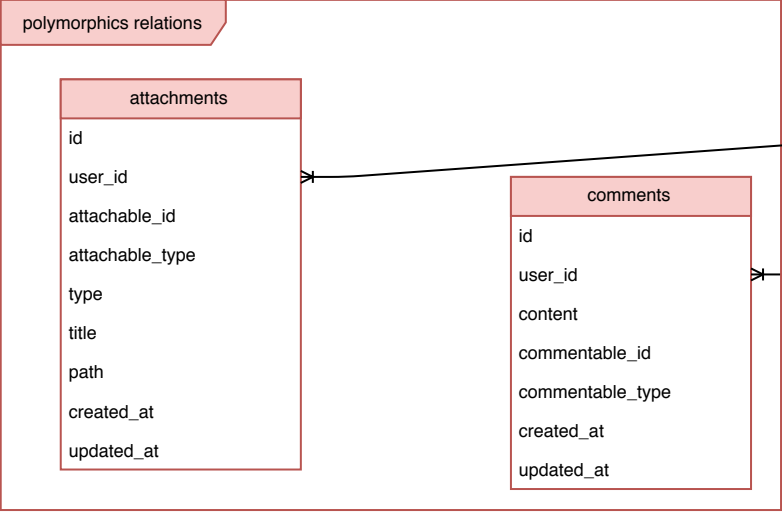 polymorphics relations
attachments
id
user_id
attachable_id
attachable_type
type
title
path
created_at
updated_at
comments
id
user_id
content
commentable_id
commentable_type
created_at
updated_at